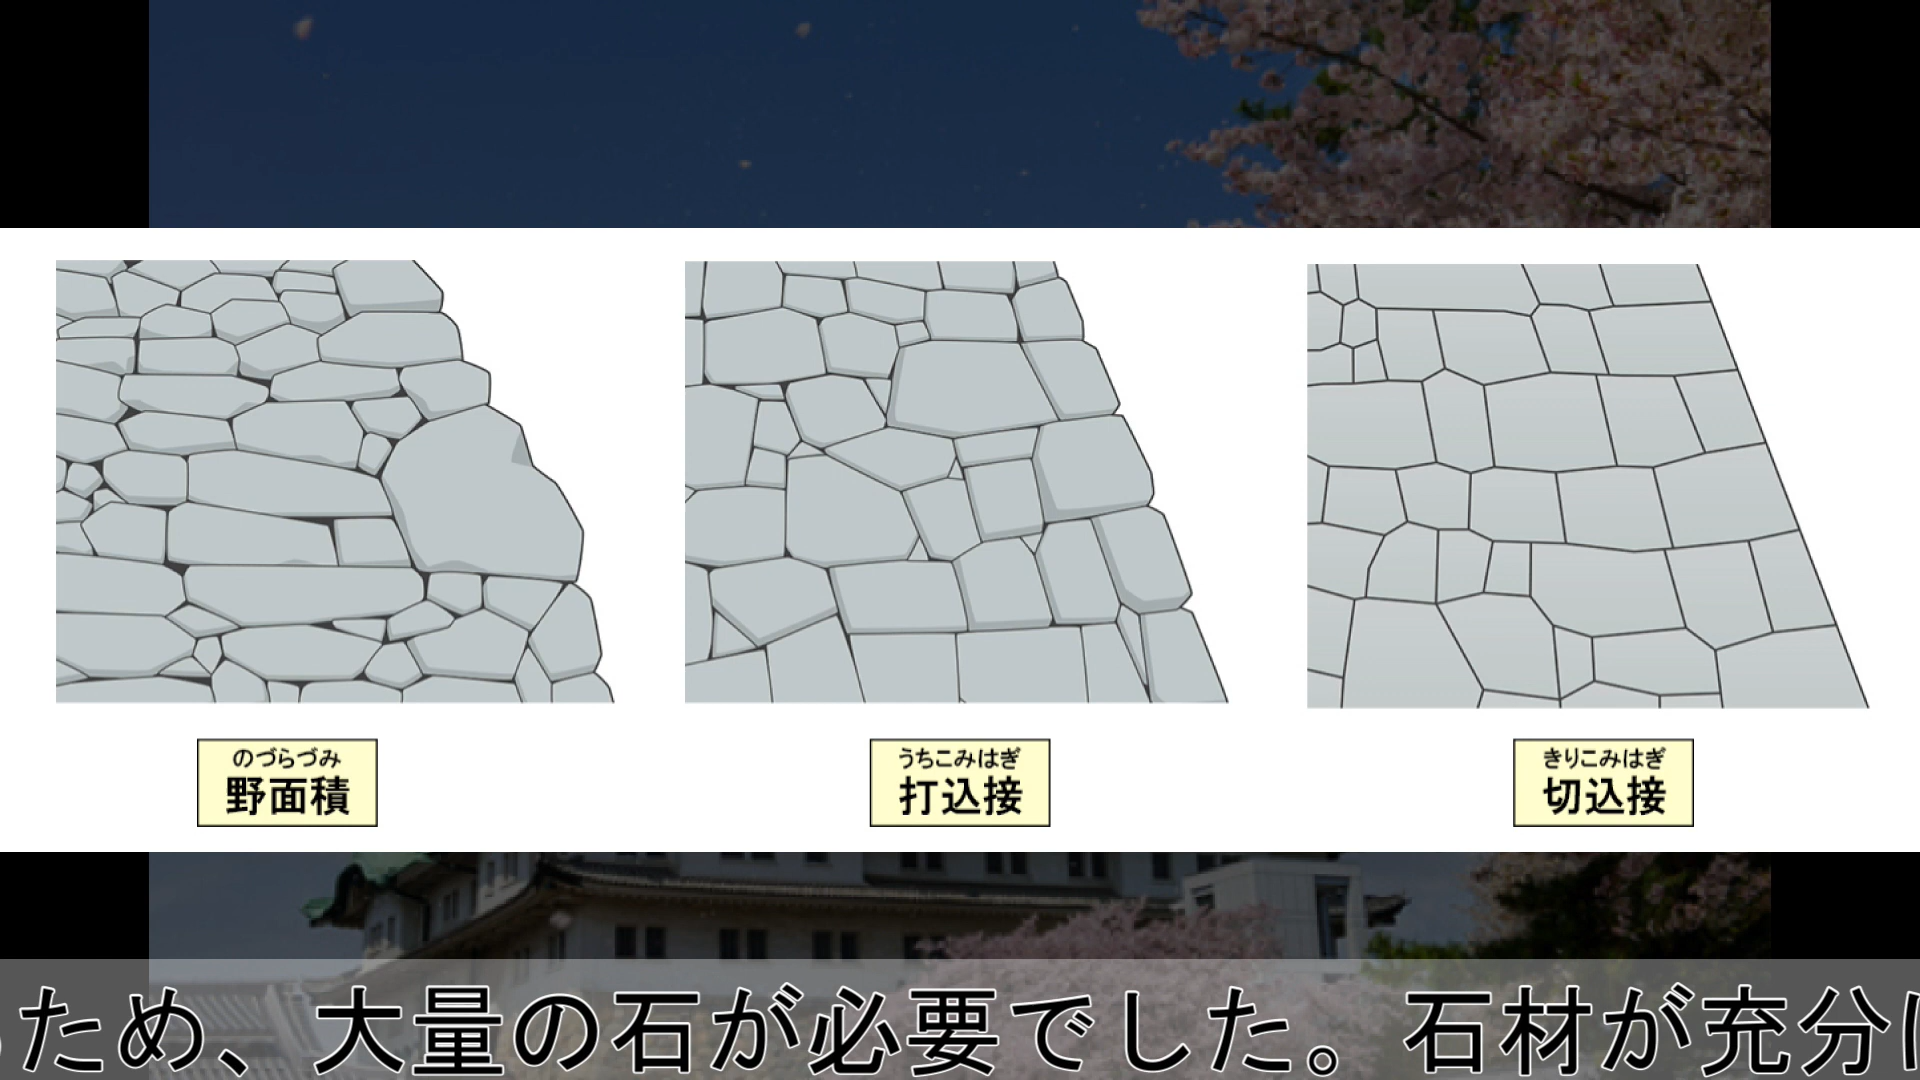 のづらづみ
野面積
うちこみはぎ
打込接
きりこみはぎ
切込接
ため、大量の石が必要でした。石材が充分